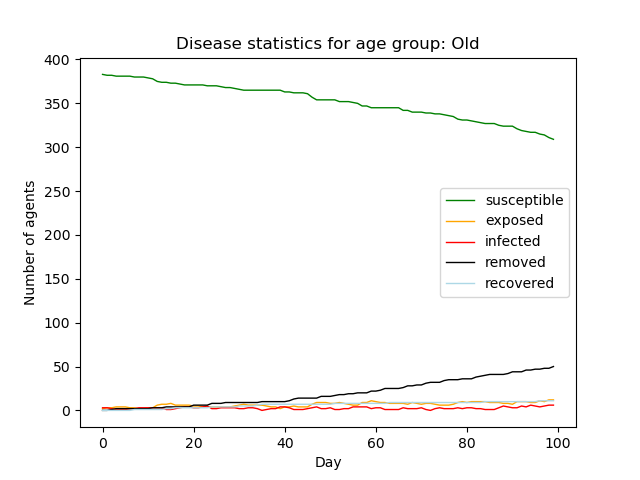 Disease statistics for age group: Old
Number of agents
400
350
300
250
200
150
100
50
0
susceptible
exposed
infected
removed
recovered
0 20 40 60 80 100
Day